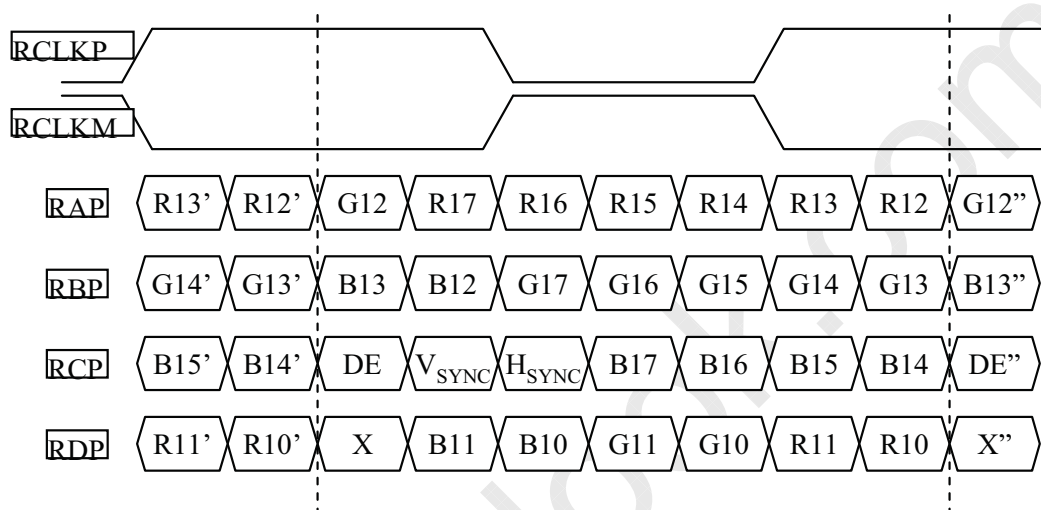 RCLKP
RCLKM
RAP R13’ R12’ G12 R17 R16 R15 R14 R13 R12 G12”
RBP G14’ G13’ B13 B12 G17 G16 G15 G14 G13 B13”
RCP B15’ B14’ DE VSYNC HSYNC B17 B16 B15 B14 DE”
RDP R11’ R10’ X B11 B10 G11 G10 R11 R10 X”